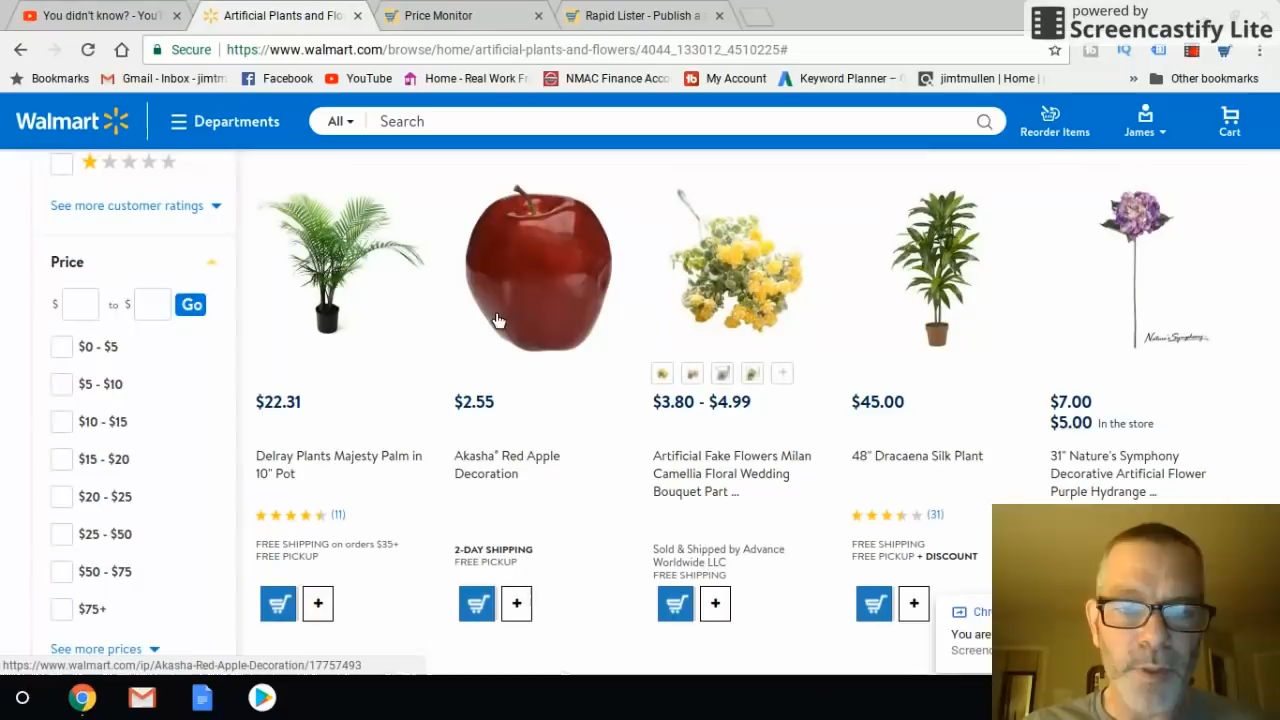 You didn't know? - You
Artificial Plants and Flo
Price Monitor
Rapid Lister - Publish a
powered by
Screencastify Lite
Secure
https://www.walmart.com/browse/home/artificial-plants-and-flowers/4044_133012_4510225#
Bookmarks
Gmail - Inbox - jimtm
Facebook
YouTube
Home - Real Work Fr
NMAC Finance Acco
My Account
Keyword Planner –
jimtmullen | Home |
»
Other bookmarks
Walmart
Departments
All
Search
Reorder Items
James
Cart
See more customer ratings
Price
$ to $ Go
$0 - $5
$5 - $10
$10 - $15
$15 - $20
$20 - $25
$25 - $50
$50 - $75
$75+
See more prices
$22.31
Delray Plants Majesty Palm in
10" Pot
(11)
FREE SHIPPING on orders $35+
FREE PICKUP
+
$2.55
Akasha® Red Apple
Decoration
2-DAY SHIPPING
FREE PICKUP
+
+
$3.80 - $4.99
Artificial Fake Flowers Milan
Camellia Floral Wedding
Bouquet Part ...
Sold & Shipped by Advance
Worldwide LLC
FREE SHIPPING
+
$45.00
48" Dracaena Silk Plant
(31)
FREE SHIPPING
FREE PICKUP + DISCOUNT
+
Nature's Symphony
$7.00
$5.00 In the store
31" Nature's Symphony
Decorative Artificial Flower
Purple Hydrange ...
Chr
You are
Screenc
https://www.walmart.com/ip/Akasha-Red-Apple-Decoration/17757493